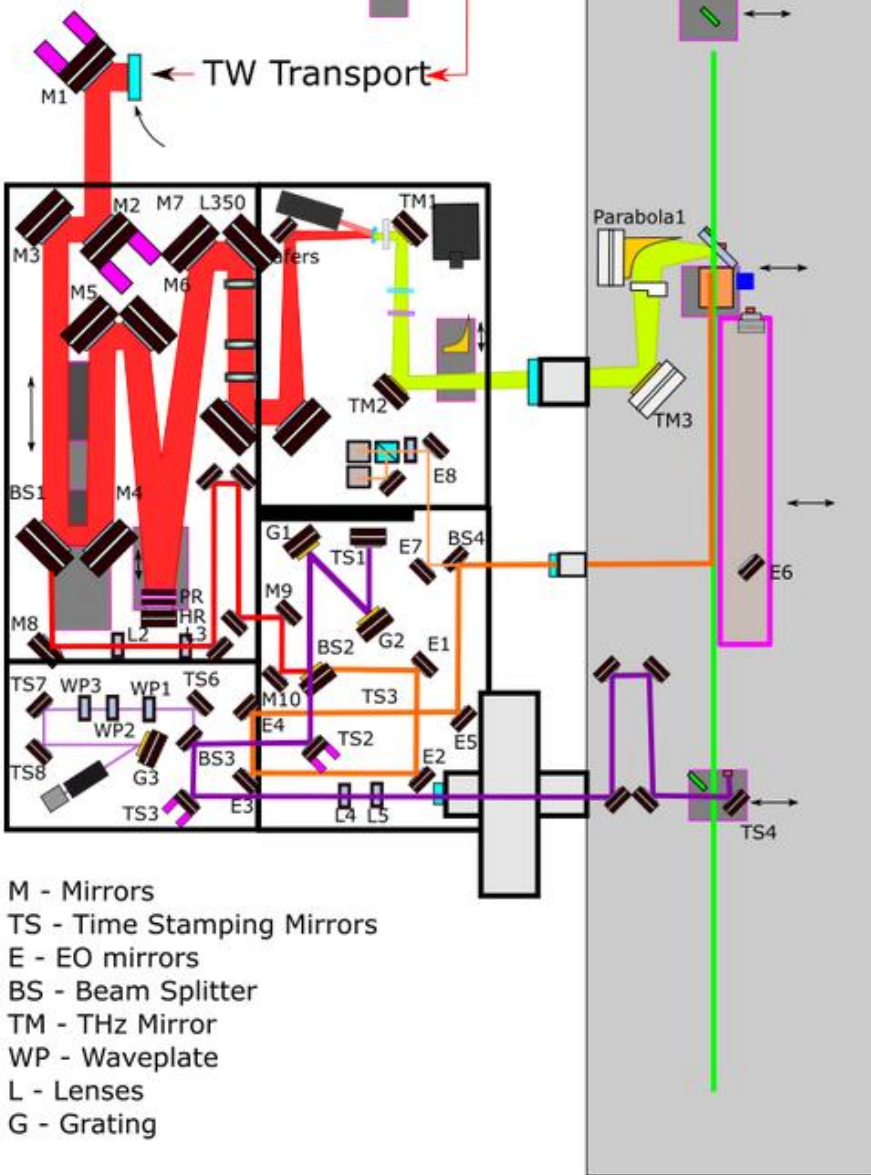 TW Transport
M1
M2
M7
L350
TM1
M3
M6
afers
Parabola1
M5
TM2
TM3
E8
BS1
M4
G1
TS1
BS4
E7
E6
PR
HR
M9
G2
M8
L2
L3
BS2
E1
TS7
WP3
WP1
TS6
M10
TS3
WP2
E4
TS2
E5
TS8
G3
BS3
E2
TS3
E3
L4
L5
TS4
M - Mirrors
TS - Time Stamping Mirrors
E - EO mirrors
BS - Beam Splitter
TM - THz Mirror
WP - Waveplate
L - Lenses
G - Grating